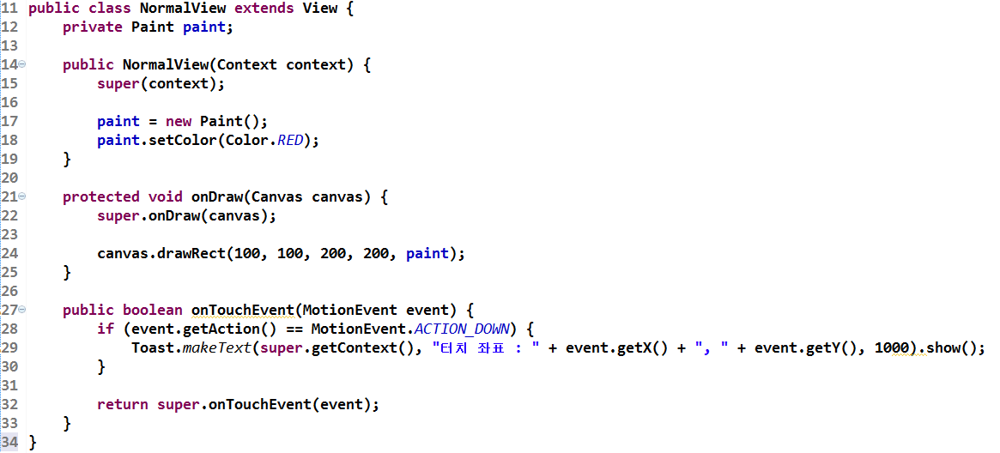 11 public class NormalView extends View {
12     private Paint paint;
13
14     public NormalView(Context context) {
15         super(context);
16
17         paint = new Paint();
18         paint.setColor(Color.RED);
19     }
20
21     protected void onDraw(Canvas canvas) {
22         super.onDraw(canvas);
23
24         canvas.drawRect(100, 100, 200, 200, paint);
25     }
26
27     public boolean onTouchEvent(MotionEvent event) {
28         if (event.getAction() == MotionEvent.ACTION_DOWN) {
29             Toast.makeText(super.getContext(), "터치 좌표 : " + event.getX() + ", " + event.getY(), 1000).show();
30         }
31
32         return super.onTouchEvent(event);
33     }
34 }